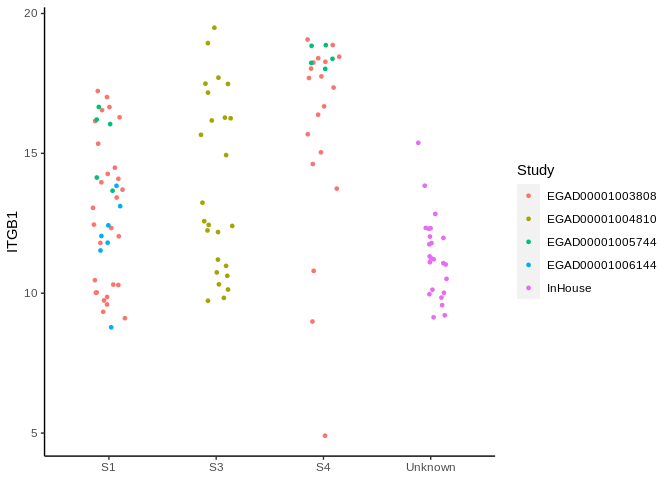 20
15
10
5
ITGB1
S1
S3
S4
Unknown
Study
EGAD00001003808
EGAD00001004810
EGAD00001005744
EGAD00001006144
InHouse